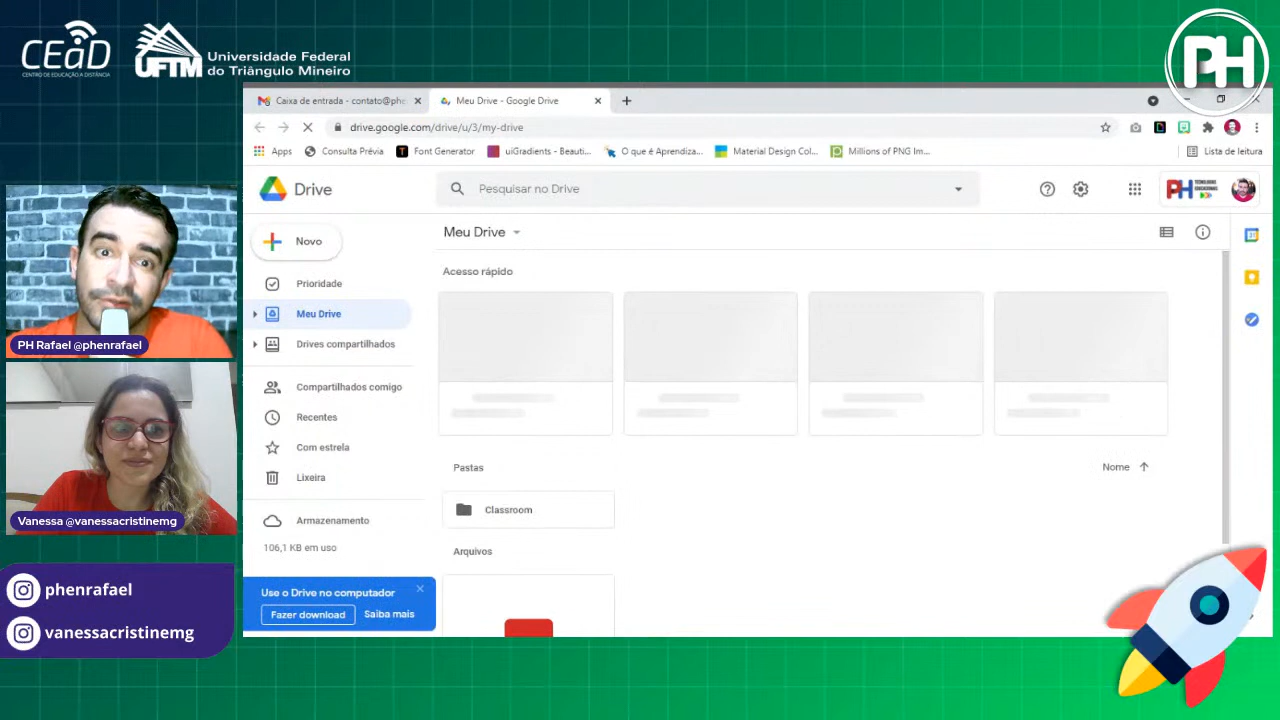 CEaD
CENTRO DE EDUCAÇÃO A DISTÂNCIA
UFTM
Universidade Federal
do Triângulo Mineiro
PH
Caixa de entrada - contato@phe
Meu Drive - Google Drive
drive.google.com/drive/u/3/my-drive
Apps
Consulta Prévia
T
Font Generator
uiGradients - Beauti...
O que é Aprendiza...
Material Design Col...
Millions of PNG Im...
Lista de leitura
Drive
Pesquisar no Drive
PH TECNOLOGIAS EDUCACIONAIS
Novo
Meu Drive
Prioridade
Acesso rápido
Meu Drive
Drives compartilhados
Compartilhados comigo
Recentes
Com estrela
Lixeira
Pastas
Nome
Classroom
Armazenamento
106,1 KB em uso
Arquivos
Use o Drive no computador
Fazer download
Saiba mais
PH Rafael @phenrafael
Vanessa @vanessacristinemg
phenrafael
vanessacristinemg